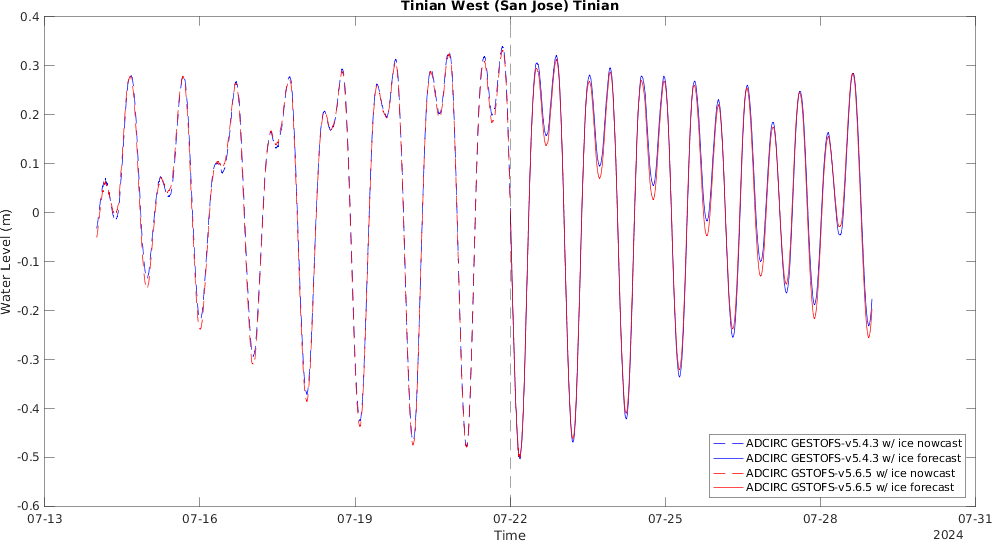 Tinian West (San Jose) Tinian
0.4
0.3
0.2
0.1
0
-0.1
-0.2
-0.3
-0.4
-0.5
-0.6
Water Level (m)
ADCIRC GESTOFS-v5.4.3 w/ ice nowcast
ADCIRC GESTOFS-v5.4.3 w/ ice forecast
ADCIRC GSTOFS-v5.6.5 w/ ice nowcast
ADCIRC GSTOFS-v5.6.5 w/ ice forecast
07-13 07-16 07-19 07-22 07-25 07-28 07-31
Time
2024